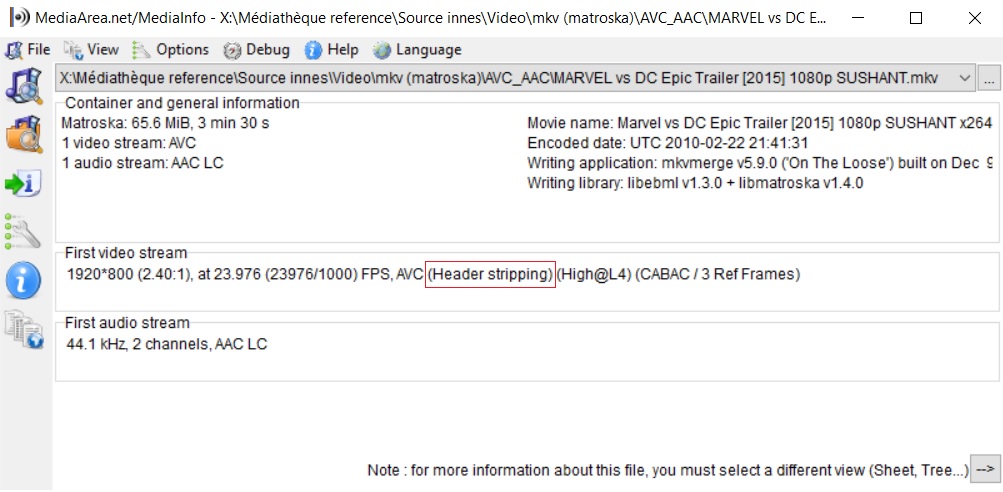 MediaArea.net/MediaInfo - X:\Médiathèque reference\Source innes\Video\mkv (matroska)\AVC_AAC\MARVEL vs DC E...
File View Options Debug Help Language
X:\Médiathèque reference\Source innes\Video\mkv (matroska)\AVC_AAC\MARVEL vs DC Epic Trailer [2015] 1080p SUSHANT.mkv ...
Container and general information
Matroska: 65.6 MiB, 3 min 30 s
1 video stream: AVC
1 audio stream: AAC LC
Movie name: Marvel vs DC Epic Trailer [2015] 1080p SUSHANT x264
Encoded date: UTC 2010-02-22 21:41:31
Writing application: mkvmerge v5.9.0 ('On The Loose') built on Dec 9
Writing library: libebml v1.3.0 + libmatroska v1.4.0
First video stream
1920*800 (2.40:1), at 23.976 (23976/1000) FPS, AVC (Header stripping) (High@L4) (CABAC / 3 Ref Frames)
First audio stream
44.1 kHz, 2 channels, AAC LC
Note : for more information about this file, you must select a different view (Sheet, Tree...) -->